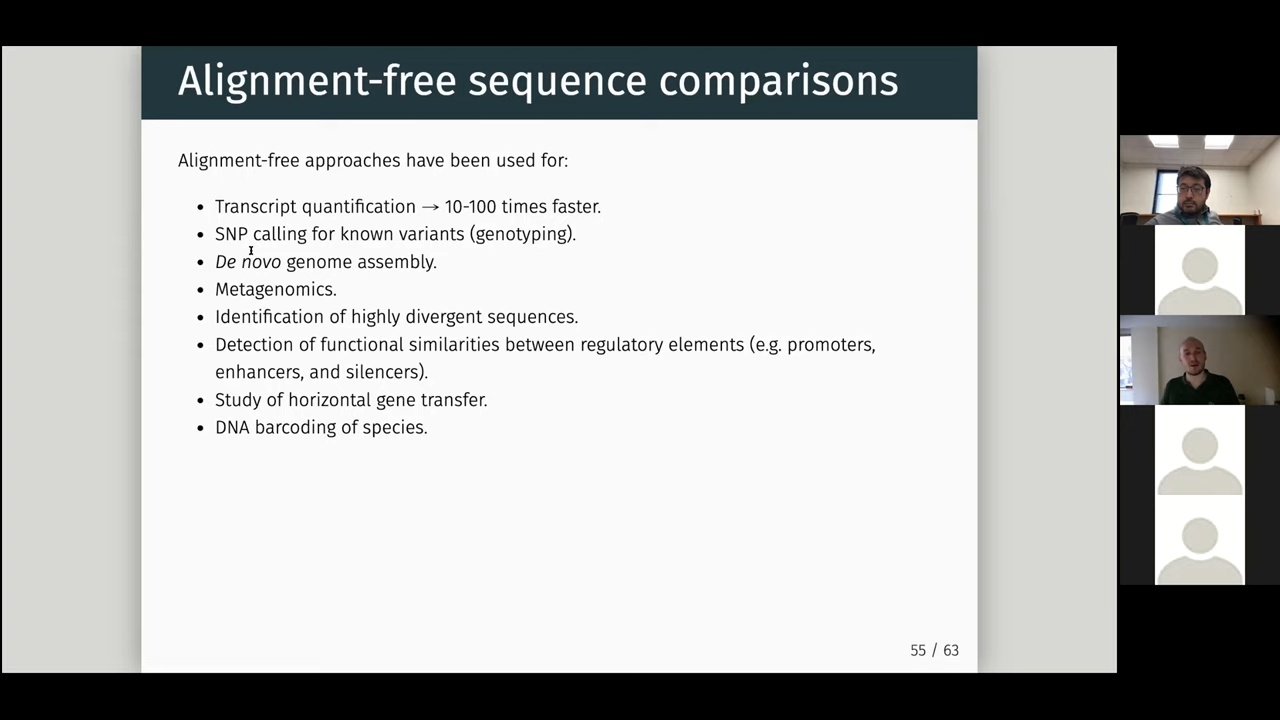 Alignment-free sequence comparisons
Alignment-free approaches have been used for:
• Transcript quantification → 10-100 times faster.
• SNP calling for known variants (genotyping).
• De novo genome assembly.
• Metagenomics.
• Identification of highly divergent sequences.
• Detection of functional similarities between regulatory elements (e.g. promoters,
enhancers, and silencers).
• Study of horizontal gene transfer.
• DNA barcoding of species.
55 / 63